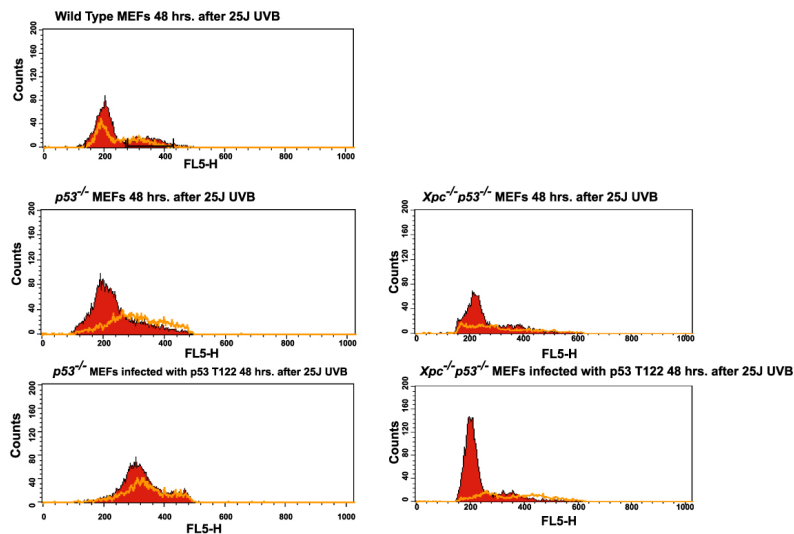 Wild Type MEFs 48 hrs. after 25J UVB
Counts
200
160
120
80
40
0
0 200 400 600 800 1000
FL5-H
p53-/- MEFs 48 hrs. after 25J UVB
Counts
200
160
120
80
40
0
0 200 400 600 800 1000
FL5-H
Xpc-/-p53-/- MEFs 48 hrs. after 25J UVB
Counts
200
160
120
80
40
0
0 200 400 600 800 1000
FL5-H
p53-/- MEFs infected with p53 T122 48 hrs. after 25J UVB
Counts
200
160
120
80
40
0
0 200 400 600 800 1000
FL5-H
Xpc-/-p53-/- MEFs infected with p53 T122 48 hrs. after 25J UVB
Counts
200
160
120
80
40
0
0 200 400 600 800 1000
FL5-H